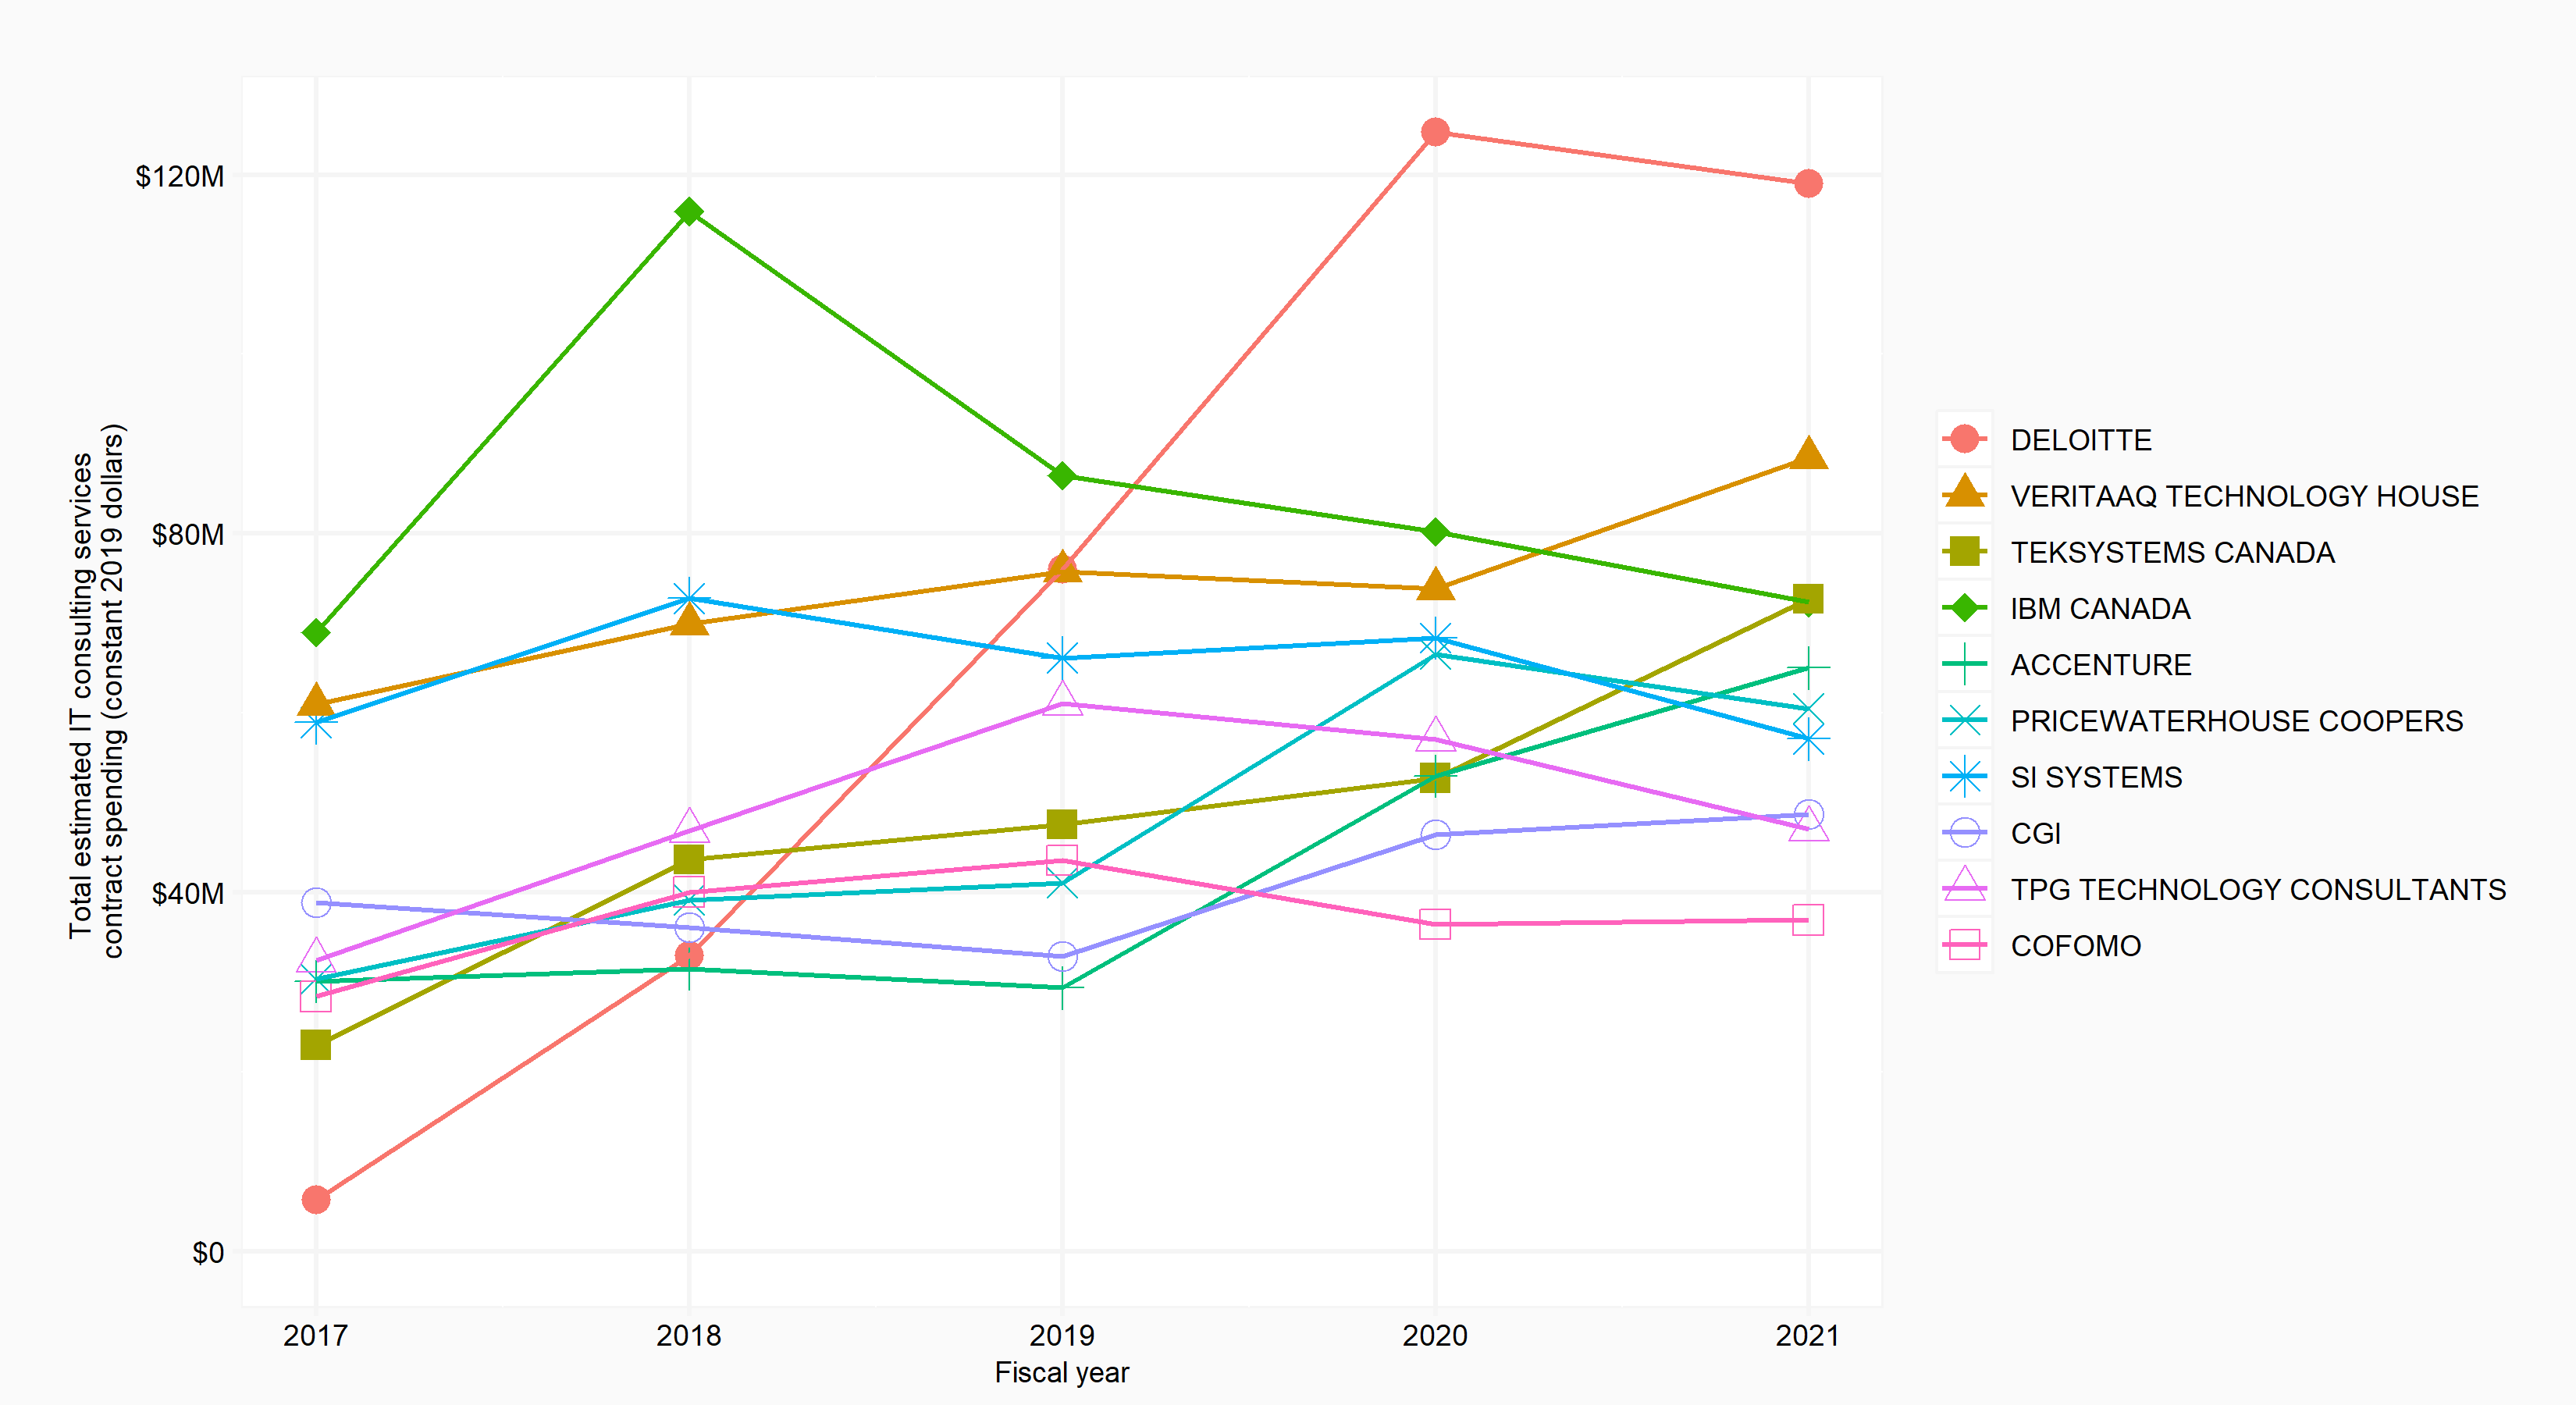 Total estimated IT consulting services
contract spending (constant 2019 dollars)
$120M
$80M
$40M
$0
2017
2018
2019
2020
2021
Fiscal year
DELOITTE
VERITAAQ TECHNOLOGY HOUSE
TEKSYSTEMS CANADA
IBM CANADA
ACCENTURE
PRICEWATERHOUSE COOPERS
SI SYSTEMS
CGI
TPG TECHNOLOGY CONSULTANTS
COFOMO